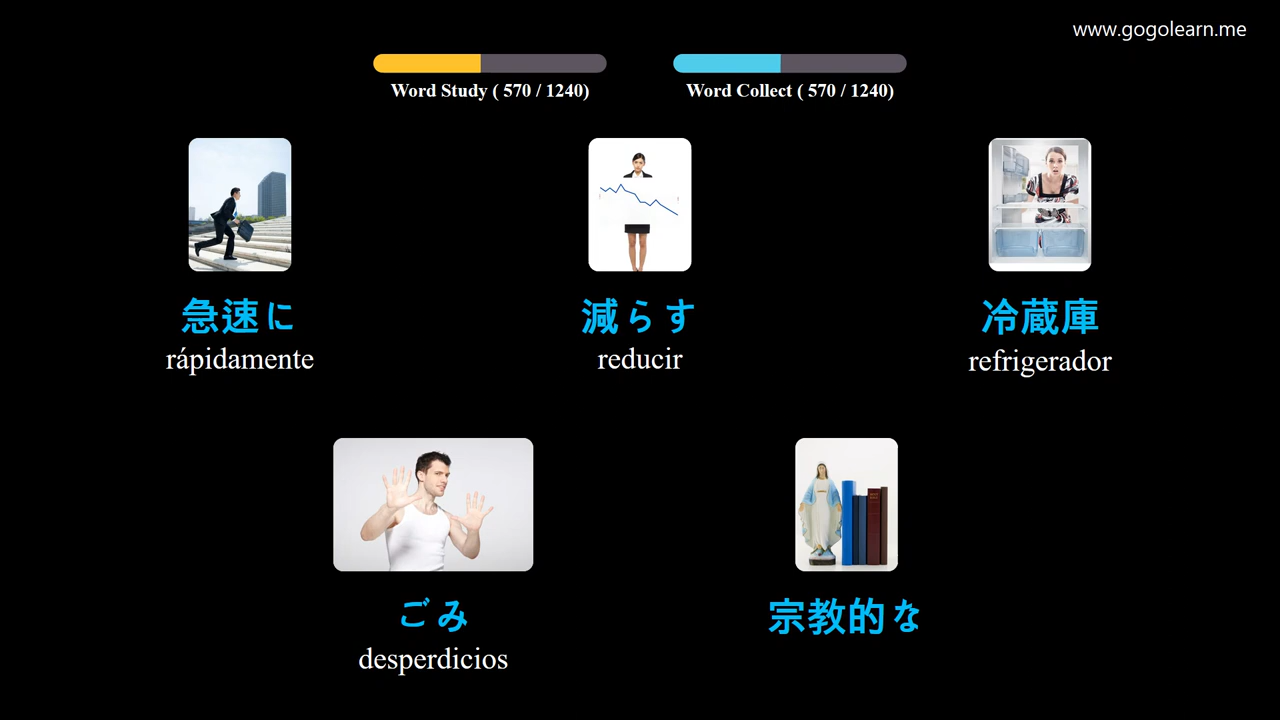 www.gogolearn.me
Word Study ( 570 / 1240)
Word Collect ( 570 / 1240)
急速に
rápidamente
減らす
reducir
冷蔵庫
refrigerador
ごみ
desperdicios
宗教的な